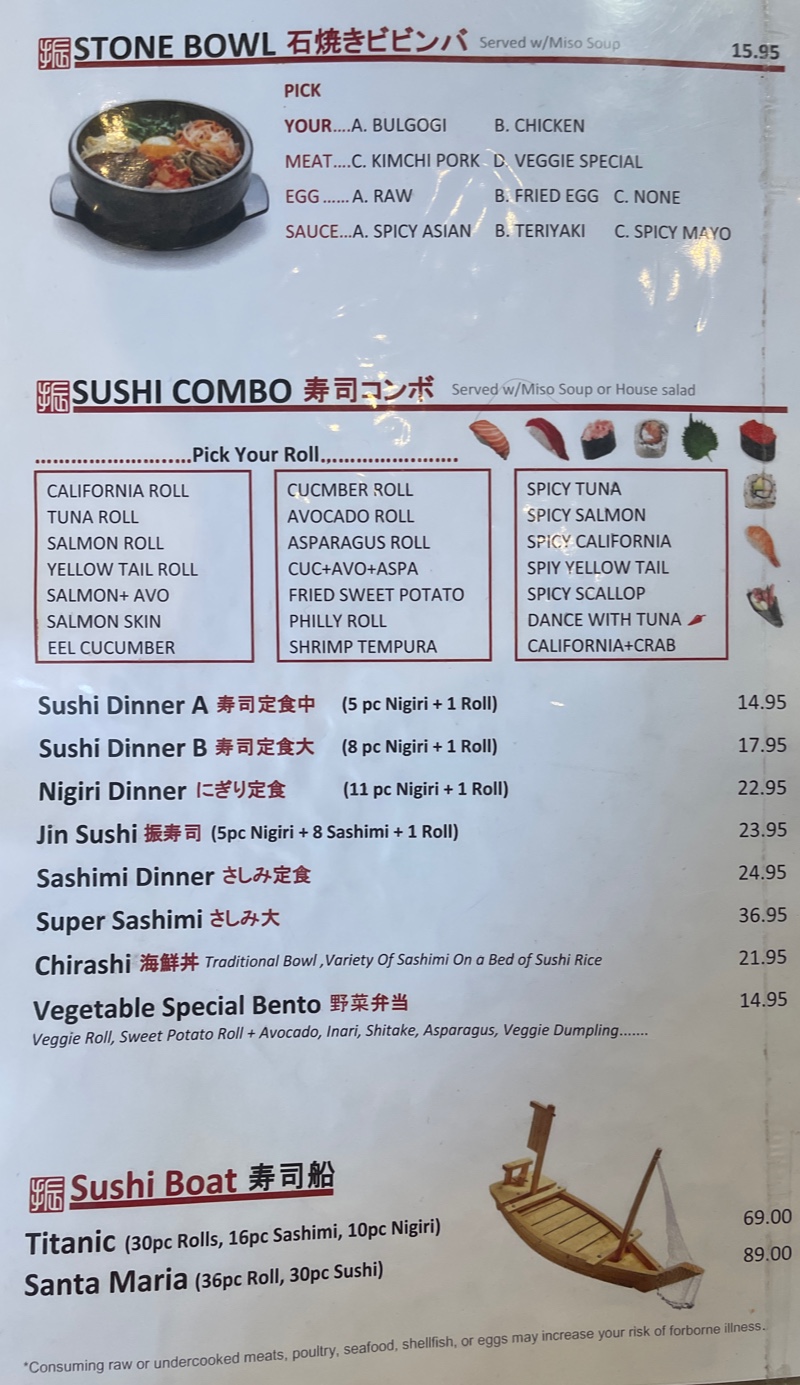 振 STONE BOWL 石焼きビビンバ Served w/Miso Soup 15.95
PICK
YOUR....A. BULGOGI B. CHICKEN
MEAT....C. KIMCHI PORK D. VEGGIE SPECIAL
EGG ......A. RAW B. FRIED EGG C. NONE
SAUCE...A. SPICY ASIAN B. TERIYAKI C. SPICY MAYO
振 SUSHI COMBO 寿司コンボ Served w/Miso Soup or House salad
..........................Pick Your Roll.......................
CALIFORNIA ROLL
TUNA ROLL
SALMON ROLL
YELLOW TAIL ROLL
SALMON+ AVO
SALMON SKIN
EEL CUCUMBER
CUCMBER ROLL
AVOCADO ROLL
ASPARAGUS ROLL
CUC+AVO+ASPA
FRIED SWEET POTATO
PHILLY ROLL
SHRIMP TEMPURA
SPICY TUNA
SPICY SALMON
SPICY CALIFORNIA
SPIY YELLOW TAIL
SPICY SCALLOP
DANCE WITH TUNA
CALIFORNIA+CRAB
Sushi Dinner A 寿司定食中 (5 pc Nigiri + 1 Roll) 14.95
Sushi Dinner B 寿司定食大 (8 pc Nigiri + 1 Roll) 17.95
Nigiri Dinner にぎり定食 (11 pc Nigiri + 1 Roll) 22.95
Jin Sushi 振寿司 (5pc Nigiri + 8 Sashimi + 1 Roll) 23.95
Sashimi Dinner さしみ定食 24.95
Super Sashimi さしみ大 36.95
Chirashi 海鮮丼 Traditional Bowl ,Variety Of Sashimi On a Bed of Sushi Rice 21.95
Vegetable Special Bento 野菜弁当 14.95
Veggie Roll, Sweet Potato Roll + Avocado, Inari, Shitake, Asparagus, Veggie Dumpling.......
振 Sushi Boat 寿司船
Titanic (30pc Rolls, 16pc Sashimi, 10pc Nigiri) 69.00
Santa Maria (36pc Roll, 30pc Sushi) 89.00
*Consuming raw or undercooked meats, poultry, seafood, shellfish, or eggs may increase your risk of forborne illness.